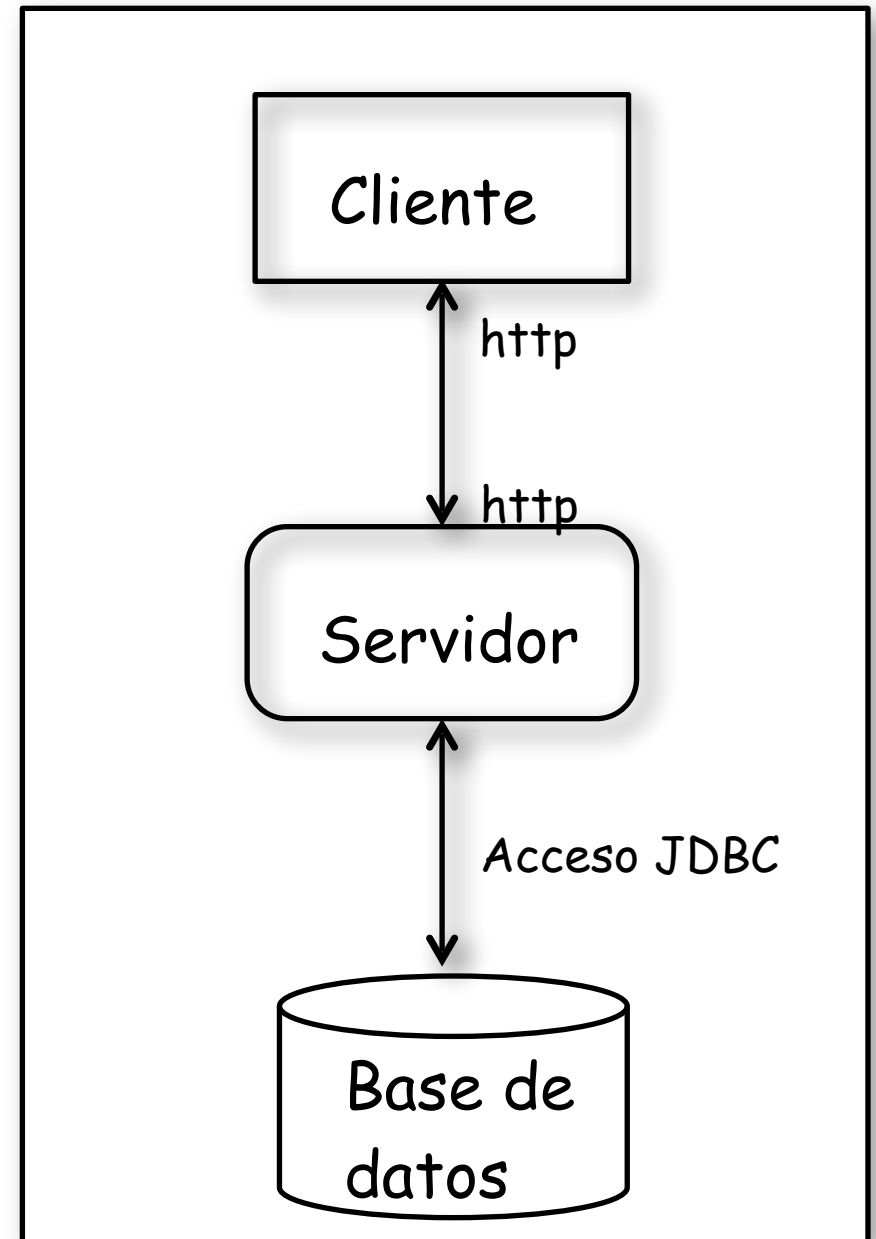 Cliente
http
http
Servidor
Acceso JDBC
Base de
datos